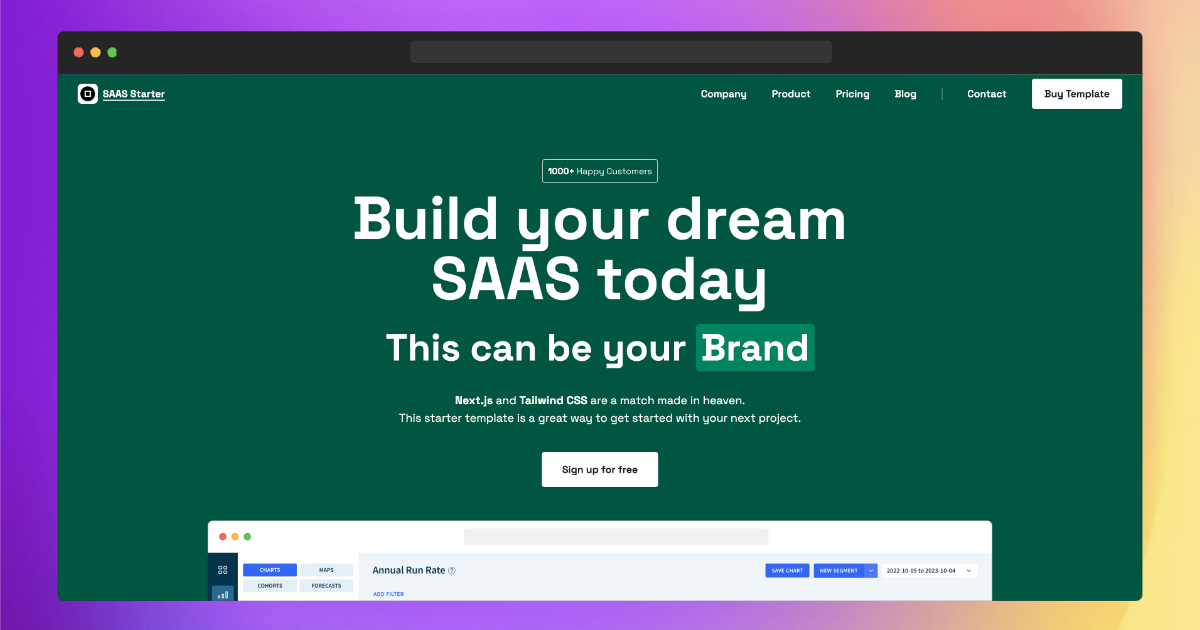 SAAS Starter
Company Product Pricing Blog | Contact Buy Template
1000+ Happy Customers
Build your dream
SAAS today
This can be your Brand
Next.js and Tailwind CSS are a match made in heaven.
This starter template is a great way to get started with your next project.
Sign up for free
CHARTS MAPS
COHORTS FORECASTS
Annual Run Rate ?
SAVE CHART NEW SEGMENT 2022-10-05 to 2023-10-04
ADD FILTER